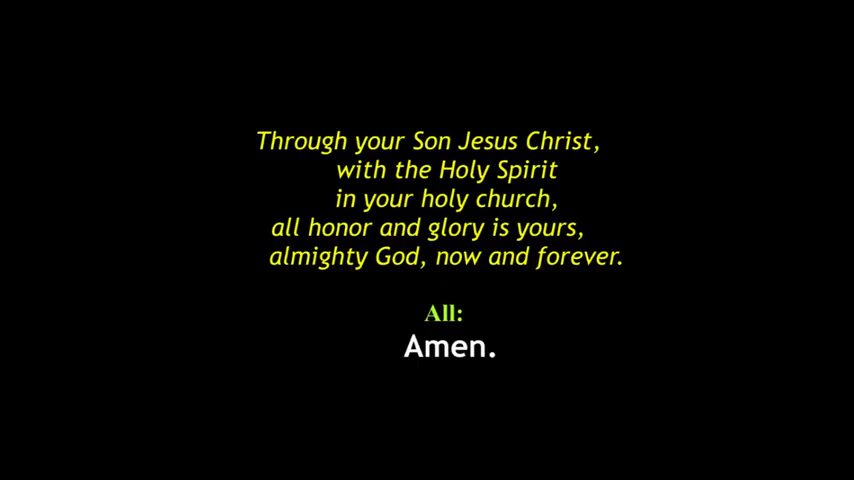 Through your Son Jesus Christ,
with the Holy Spirit
in your holy church,
all honor and glory is yours,
almighty God, now and forever.
All:
Amen.